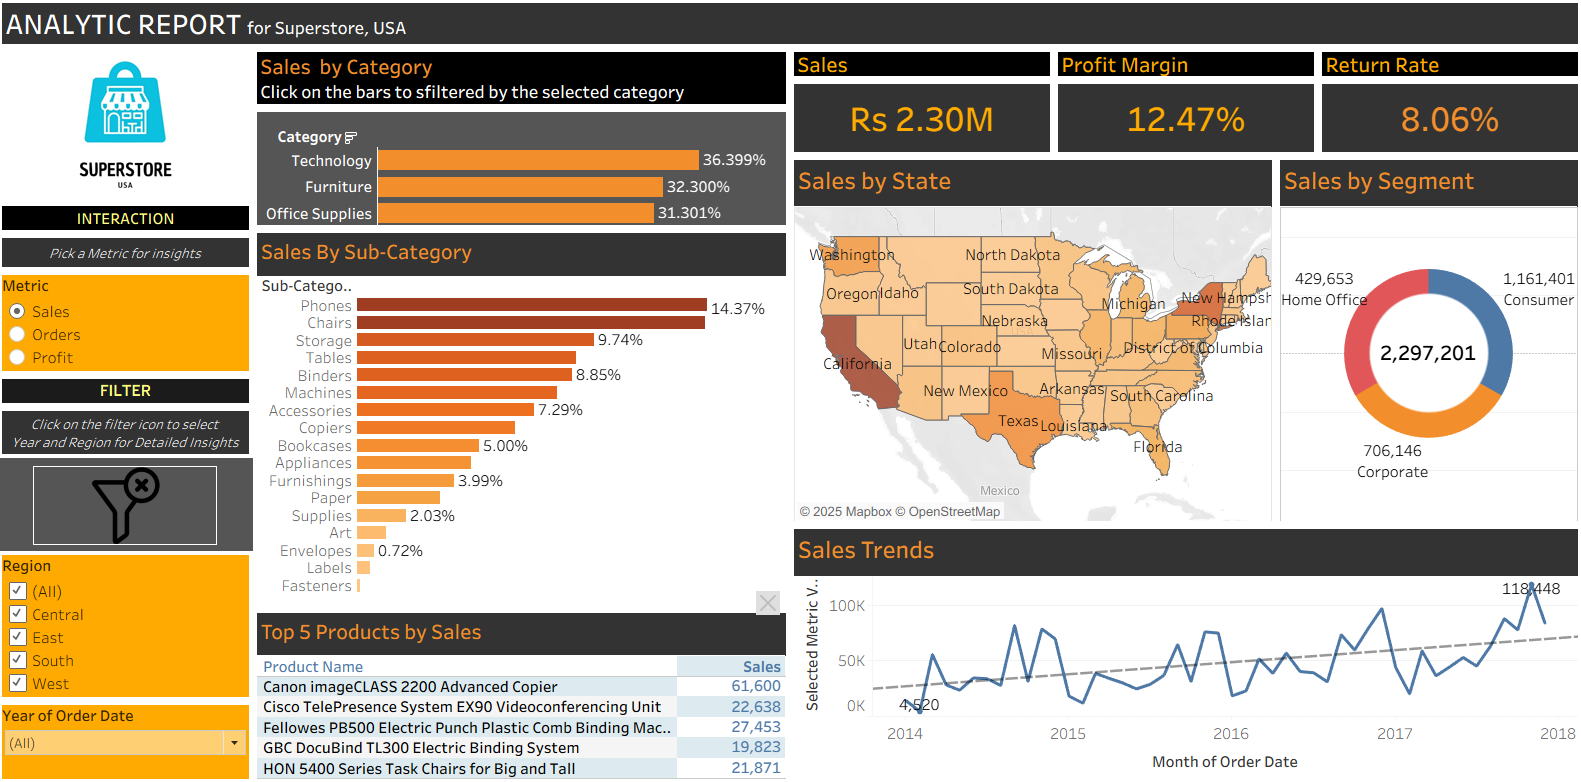 ANALYTIC REPORT for Superstore, USA
SUPERSTORE
USA
INTERACTION
Pick a Metric for insights
Metric
Sales
Orders
Profit
FILTER
Click on the filter icon to select
Year and Region for Detailed Insights
Region
(All)
Central
East
South
West
Year of Order Date
(All)
Sales by Category
Click on the bars to sfiltered by the selected category
Category
Technology 36.399%
Furniture 32.300%
Office Supplies 31.301%
Sales By Sub-Category
Sub-Catego..
Phones 14.37%
Chairs
Storage 9.74%
Tables
Binders 8.85%
Machines
Accessories 7.29%
Copiers
Bookcases 5.00%
Appliances
Furnishings 3.99%
Paper
Supplies 2.03%
Art
Envelopes 0.72%
Labels
Fasteners
Top 5 Products by Sales
Product Name Sales
Canon imageCLASS 2200 Advanced Copier 61,600
Cisco TelePresence System EX90 Videoconferencing Unit 22,638
Fellowes PB500 Electric Punch Plastic Comb Binding Mac.. 27,453
GBC DocuBind TL300 Electric Binding System 19,823
HON 5400 Series Task Chairs for Big and Tall 21,871
Sales
Rs 2.30M
Profit Margin
12.47%
Return Rate
8.06%
Sales by State
Washington
North Dakota
Oregon
Idaho
South Dakota
Michigan
New Hampsh
Nebraska
Rhode Islan
Utah
Colorado
Missouri
District of Columbia
California
New Mexico
Arkansas
South Carolina
Texas
Louisiana
Florida
Mexico
© 2025 Mapbox © OpenStreetMap
Sales by Segment
429,653
Home Office
1,161,401
Consumer
2,297,201
706,146
Corporate
Sales Trends
Selected Metric V..
100K
50K
0K
118,448
4,520
2014
2015
2016
2017
2018
Month of Order Date